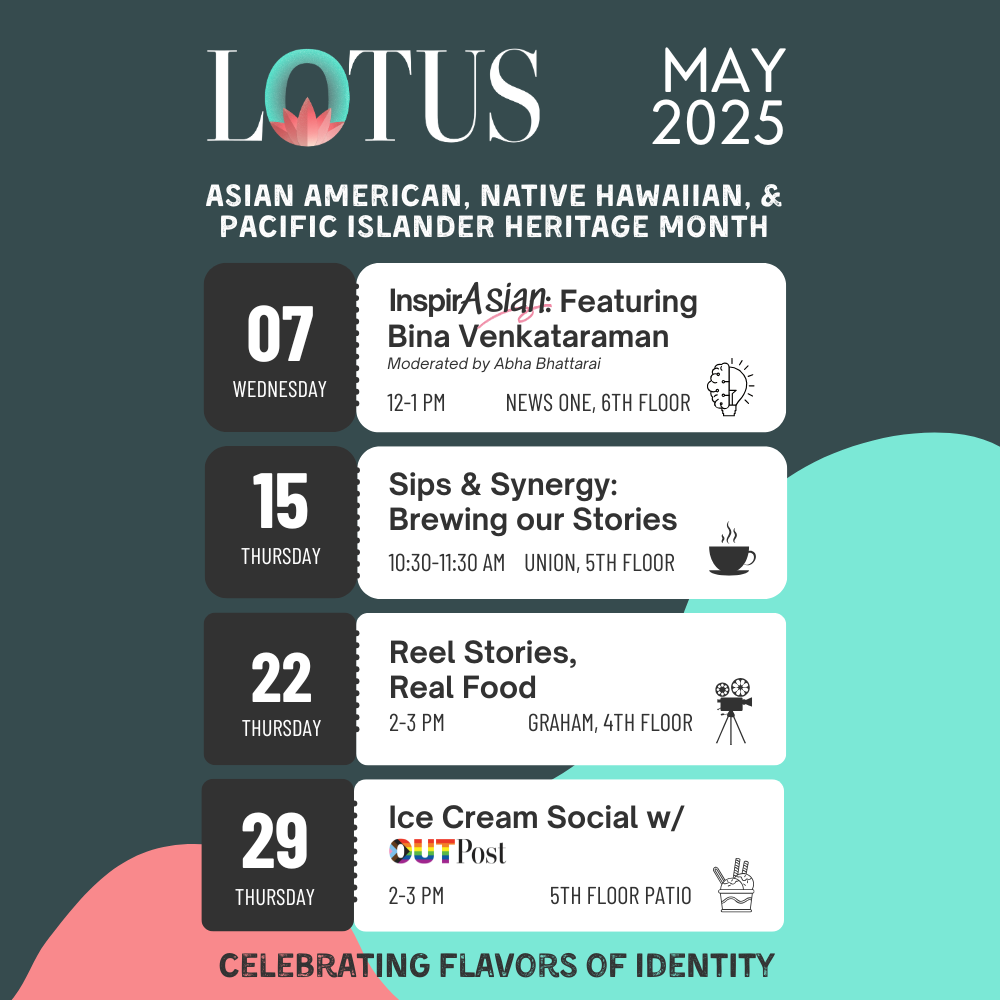 LOTUS
MAY
2025
ASIAN AMERICAN, NATIVE HAWAIIAN, &
PACIFIC ISLANDER HERITAGE MONTH
07
WEDNESDAY
InspirAsian: Featuring
Bina Venkataraman
Moderated by Abha Bhattarai
12-1 PM NEWS ONE, 6TH FLOOR
15
THURSDAY
Sips & Synergy:
Brewing our Stories
10:30-11:30 AM UNION, 5TH FLOOR
22
THURSDAY
Reel Stories,
Real Food
2-3 PM GRAHAM, 4TH FLOOR
29
THURSDAY
Ice Cream Social w/
OUTPost
2-3 PM 5TH FLOOR PATIO
CELEBRATING FLAVORS OF IDENTITY